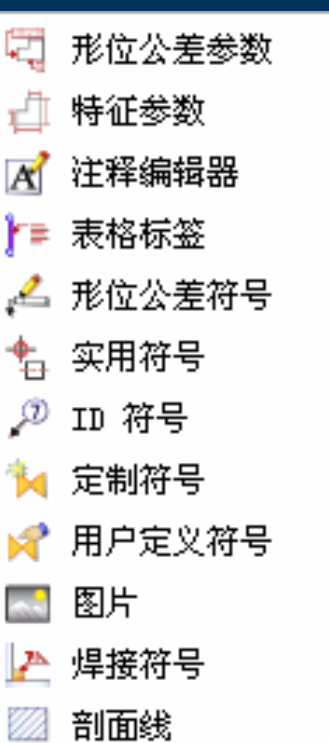 形位公差参数
特征参数
注释编辑器
表格标签
形位公差符号
实用符号
ID 符号
定制符号
用户定义符号
图片
焊接符号
剖面线